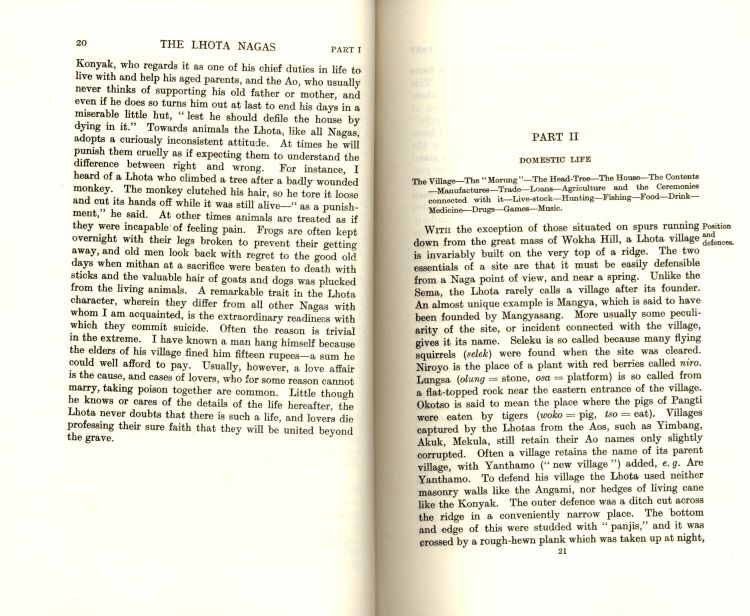 20 THE LHOTA NAGAS PART I
Konyak, who regards it as one of his chief duties in life to
live with and help his aged parents, and the Ao, who usually
never thinks of supporting his old father or mother, and
even if he does so turns him out at last to end his days in a
miserable little hut, " lest he should defile the house by
dying in it." Towards animals the Lhota, like all Nagas,
adopts a curiously inconsistent attitude. At times he will
punish them cruelly as if expecting them to understand the
difference between right and wrong. For instance, I
heard of a Lhota who climbed a tree after a badly wounded
monkey. The monkey clutched his hair, so he tore it loose
and cut its hands off while it was still alive—" as a punish-
ment," he said. At other times animals are treated as if
they were incapable of feeling pain. Frogs are often kept
overnight with their legs broken to prevent their getting
away, and old men look back with regret to the good old
days when mithan at a sacrifice were beaten to death with
sticks and the valuable hair of goats and dogs was plucked
from the living animals. A remarkable trait in the Lhota
character, wherein they differ from all other Nagas with
whom I am acquainted, is the extraordinary readiness with
which they commit suicide. Often the reason is trivial
in the extreme. I have known a man hang himself because
the elders of his village fined him fifteen rupees—a sum he
could well afford to pay. Usually, however, a love affair
is the cause, and cases of lovers, who for some reason cannot
marry, taking poison together are common. Little though
he knows or cares of the details of the life hereafter, the
Lhota never doubts that there is such a life, and lovers die
professing their sure faith that they will be united beyond
the grave.
PART II
DOMESTIC LIFE
The Village—The "Morung"—The Head-Tree—The House—The Contents
—Manufactures—Trade—Loans—Agriculture and the Ceremonies
connected with it—Live-stock—Hunting—Fishing—Food—Drink—
Medicine—Drugs—Games—Music.
WITH the exception of those situated on spurs running
down from the great mass of Wokha Hill, a Lhota village
is invariably built on the very top of a ridge. The two
essentials of a site are that it must be easily defensible
from a Naga point of view, and near a spring. Unlike the
Sema, the Lhota rarely calls a village after its founder.
An almost unique example is Mangya, which is said to have
been founded by Mangyasang. More usually some peculi-
arity of the site, or incident connected with the village,
gives it its name. Seleku is so called because many flying
squirrels (selek) were found when the site was cleared.
Niroyo is the place of a plant with red berries called niro.
Lungsa (olung = stone, osa = platform) is so called from
a flat-topped rock near the eastern entrance of the village.
Okotso is said to mean the place where the pigs of Pangti
were eaten by tigers (woko = pig, tso = eat). Villages
captured by the Lhotas from the Aos, such as Yimbang,
Akuk, Mekula, still retain their Ao names only slightly
corrupted. Often a village retains the name of its parent
village, with Yanthamo (" new village ") added, e. g. Are
Yanthamo. To defend his village the Lhota used neither
masonry walls like the Angami, nor hedges of living cane
like the Konyak. The outer defence was a ditch cut across
the ridge in a conveniently narrow place. The bottom
and edge of this were studded with " panjis," and it was
crossed by a rough-hewn plank which was taken up at night,
Position
and
defences.
21